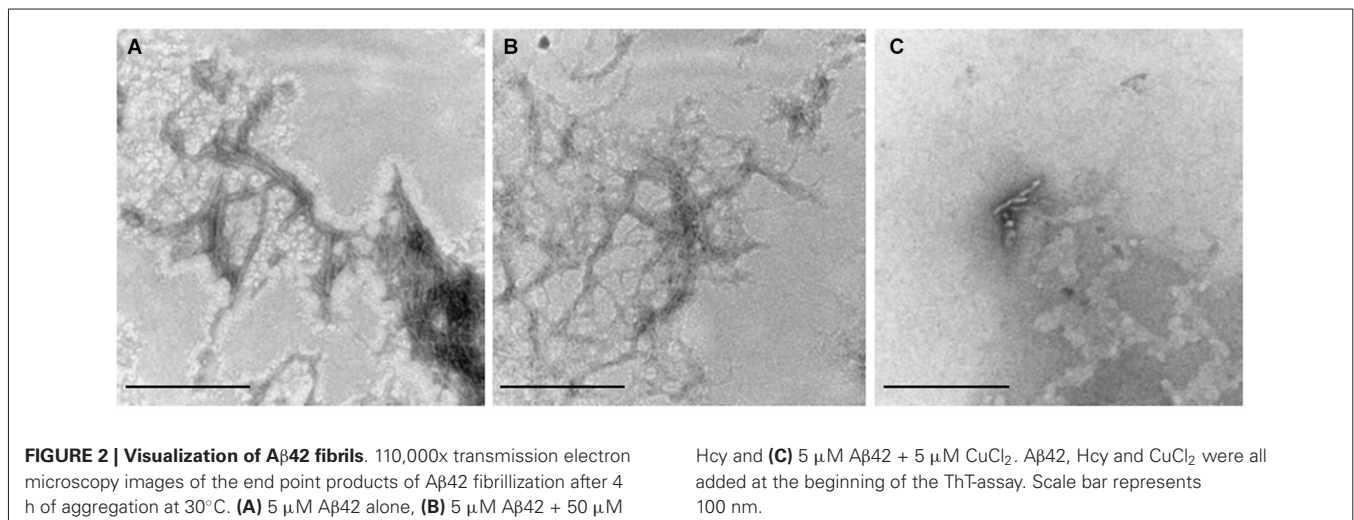 A
B
C
FIGURE 2 | Visualization of Aβ42 fibrils. 110,000x transmission electron
microscopy images of the end point products of Aβ42 fibrillization after 4
h of aggregation at 30°C. (A) 5 μM Aβ42 alone, (B) 5 μM Aβ42 + 50 μM
Hcy and (C) 5 μM Aβ42 + 5 μM CuCl₂. Aβ42, Hcy and CuCl₂ were all
added at the beginning of the ThT-assay. Scale bar represents
100 nm.